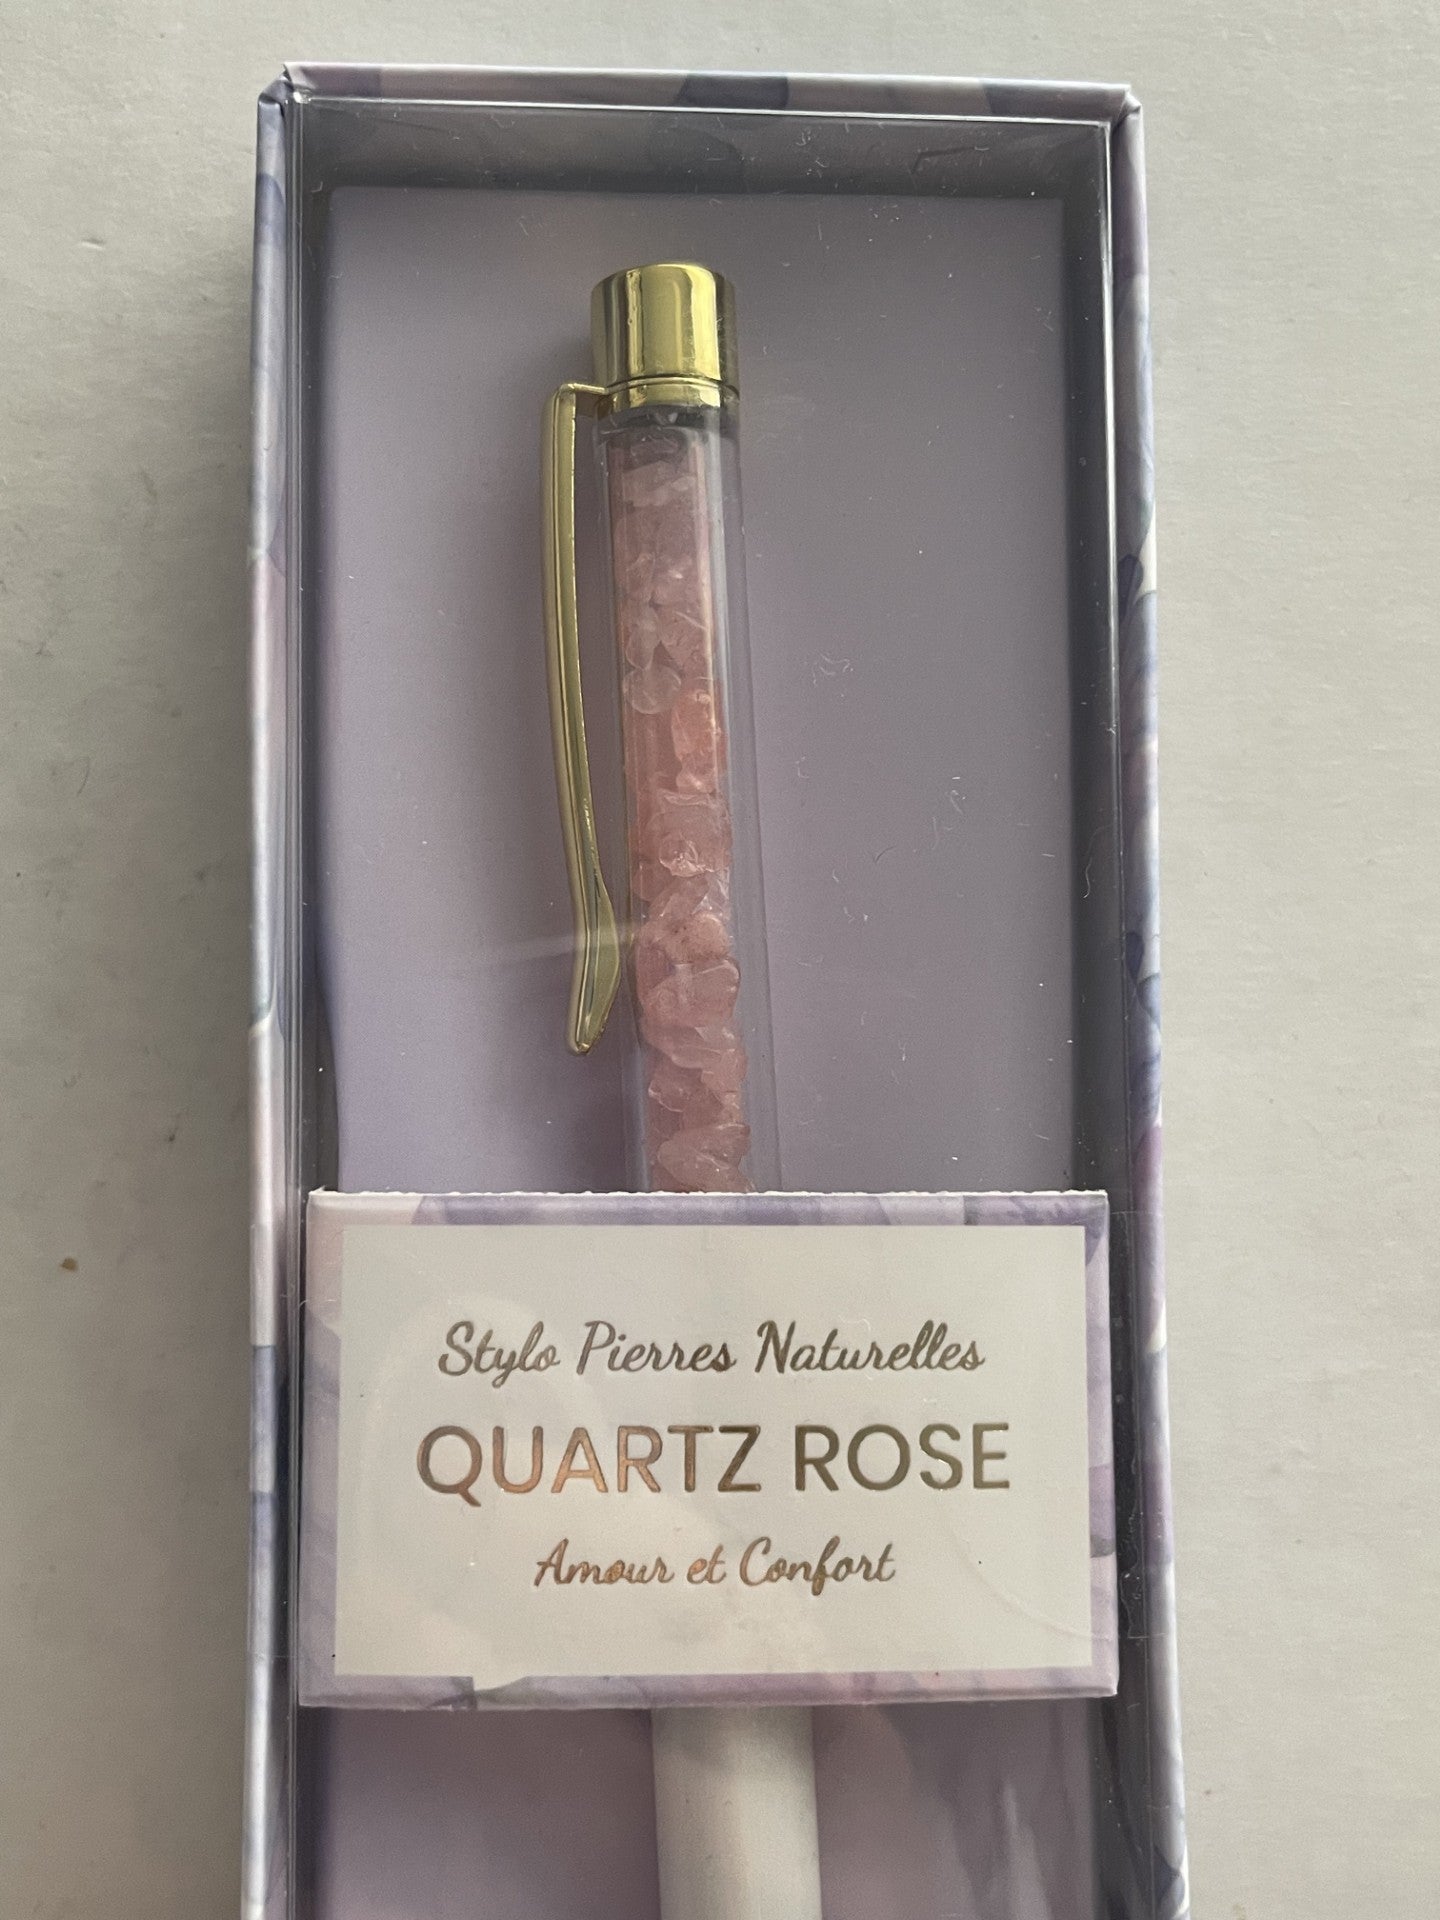 Stylo Pierres Naturelles
QUARTZ ROSE
Amour et Confort